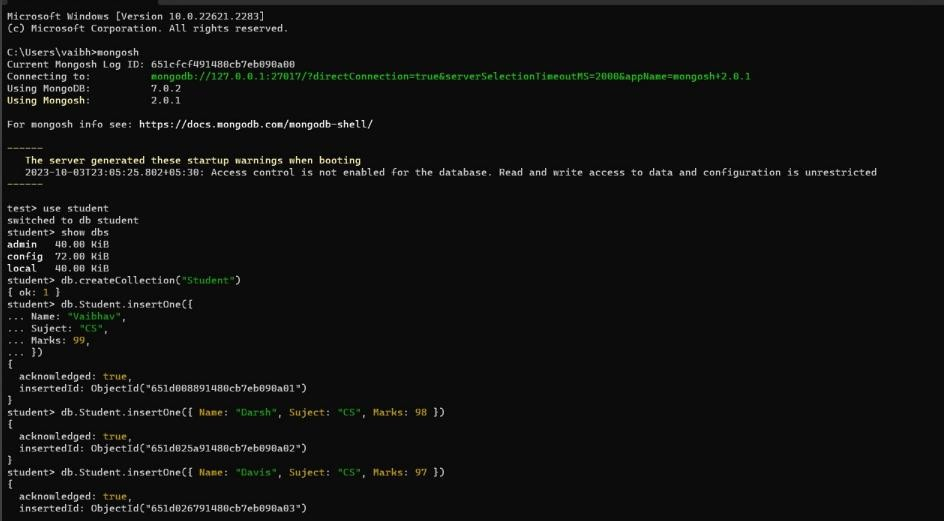 Microsoft Windows [Version 10.0.22621.2283]
(c) Microsoft Corporation. All rights reserved.
C:\Users\vaibh>mongosh
Current Mongosh Log ID: 651cfcf491480cb7eb090a00
Connecting to: mongodb://127.0.0.1:27017/?directConnection=true&serverSelectionTimeoutMS=2000&appName=mongosh+2.0.1
Using MongoDB: 7.0.2
Using Mongosh: 2.0.1
For mongosh info see: https://docs.mongodb.com/mongodb-shell/
------
The server generated these startup warnings when booting
2023-10-03T23:05:25.802+05:30: Access control is not enabled for the database. Read and write access to data and configuration is unrestricted
------
test> use student
switched to db student
student> show dbs
admin 40.00 KiB
config 72.00 KiB
local 40.00 KiB
student> db.createCollection("Student")
{ ok: 1 }
student> db.Student.insertOne({
... Name: "Vaibhav",
... Suject: "CS",
... Marks: 99,
... })
{
acknowledged: true,
insertedId: ObjectId("651d008891480cb7eb090a01")
}
student> db.Student.insertOne({ Name: "Darsh", Suject: "CS", Marks: 98 })
{
acknowledged: true,
insertedId: ObjectId("651d025a91480cb7eb090a02")
}
student> db.Student.insertOne({ Name: "Davis", Suject: "CS", Marks: 97 })
{
acknowledged: true,
insertedId: ObjectId("651d026791480cb7eb090a03")